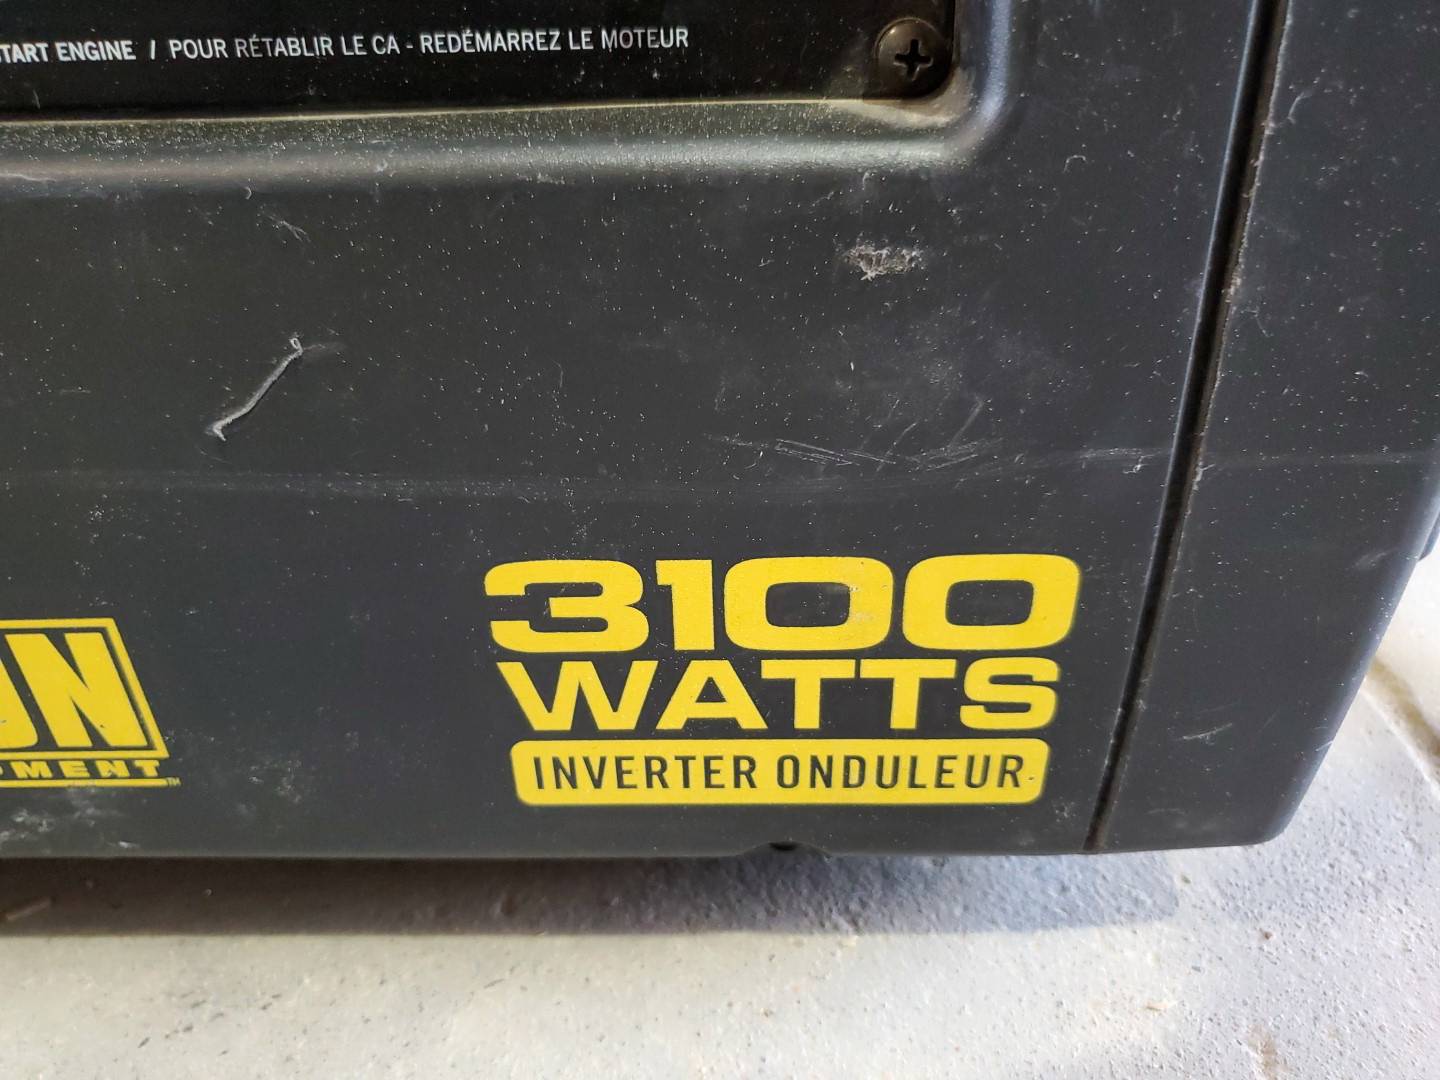 START ENGINE / POUR RÉTABLIR LE CA - REDÉMARREZ LE MOTEUR
3100
WATTS
INVERTER ONDULEUR